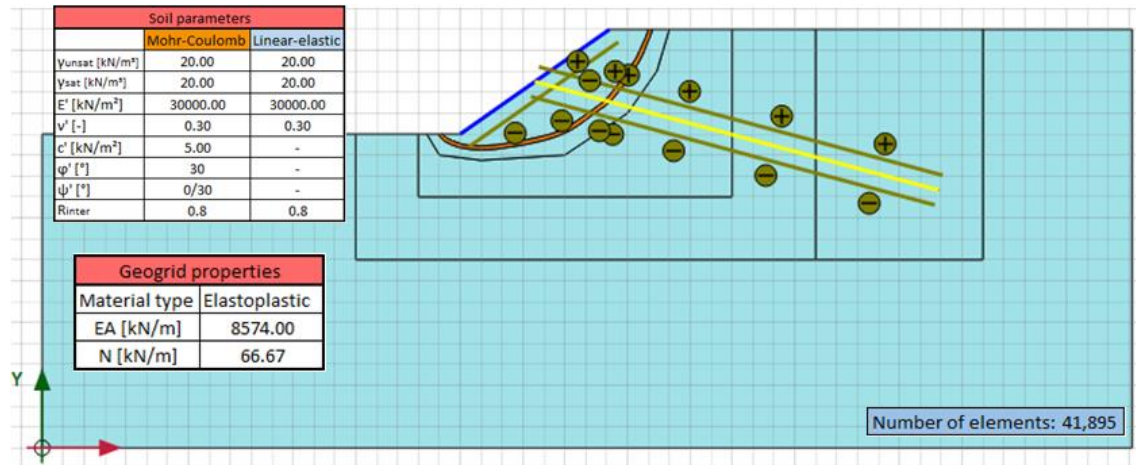 Soil parameters
Mohr-Coulomb Linear-elastic
γunsat [kN/m³] 20.00 20.00
γsat [kN/m³] 20.00 20.00
E' [kN/m²] 30000.00 30000.00
ν' [-] 0.30 0.30
c' [kN/m²] 5.00 -
φ' [°] 30 -
ψ' [°] 0/30 -
Rinter 0.8 0.8
Geogrid properties
Material type Elastoplastic
EA [kN/m] 8574.00
N [kN/m] 66.67
Y
Number of elements: 41,895